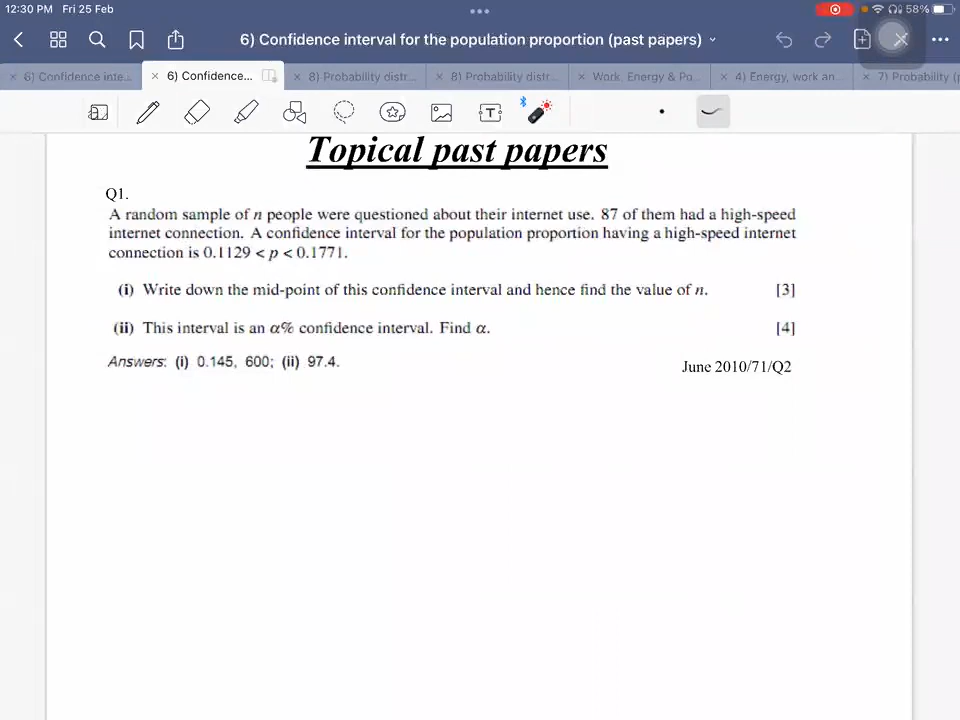 12:30 PM Fri 25 Feb
58%
6) Confidence interval for the population proportion (past papers)
6) Confidence inte...
6) Confidence...
8) Probability distr...
8) Probability distr...
Work. Energy & Po...
4) Energy, work an...
7) Probability (p
Topical past papers
Q1.
A random sample of n people were questioned about their internet use. 87 of them had a high-speed
internet connection. A confidence interval for the population proportion having a high-speed internet
connection is 0.1129 < p < 0.1771.
(i) Write down the mid-point of this confidence interval and hence find the value of n. [3]
(ii) This interval is an α% confidence interval. Find α. [4]
Answers: (i) 0.145, 600; (ii) 97.4.
June 2010/71/Q2